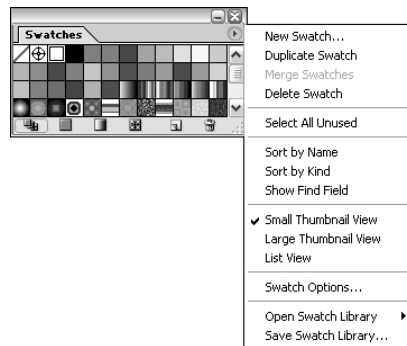 Swatches
New Swatch...
Duplicate Swatch
Merge Swatches
Delete Swatch
Select All Unused
Sort by Name
Sort by Kind
Show Find Field
Small Thumbnail View
Large Thumbnail View
List View
Swatch Options...
Open Swatch Library
Save Swatch Library...